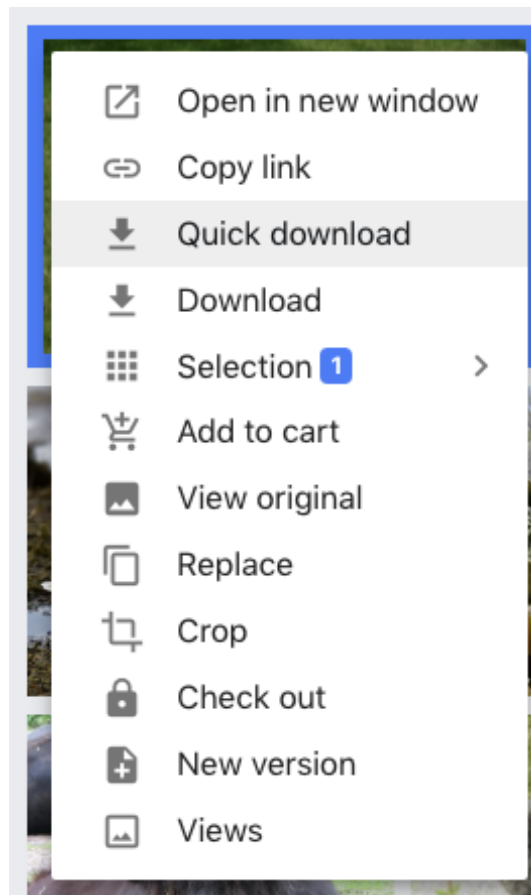 Open in new window
Copy link
Quick download
Download
Selection 1
Add to cart
View original
Replace
Crop
Check out
New version
Views